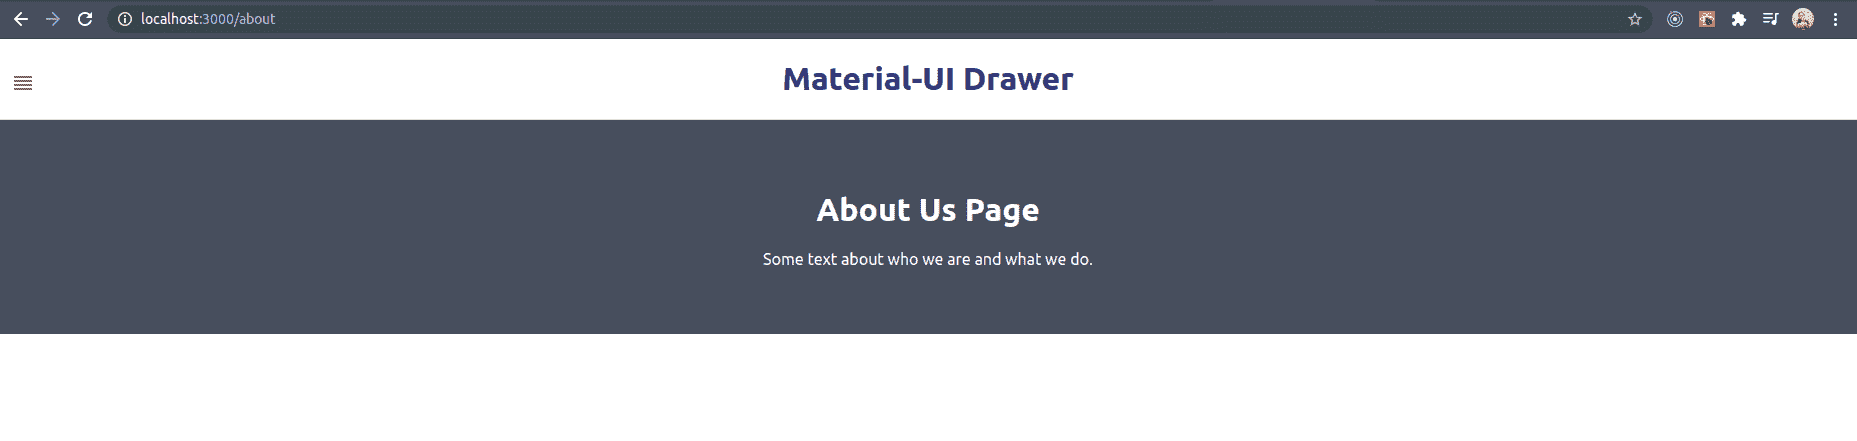 localhost:3000/about
Material-UI Drawer
About Us Page
Some text about who we are and what we do.